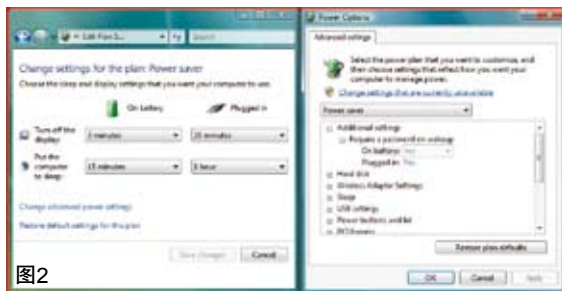 Edit Plan S...
Change settings for the plan: Power saver
Choose the sleep and display settings that you want your computer to use.
On battery
Plugged in
Turn off the display
3 minutes
20 minutes
Put the computer to sleep
15 minutes
1 hour
Change advanced power settings
Restore default settings for this plan
Save changes
Cancel
图2
Power Options
Advanced settings
Select the power plan that you want to customize, and
then choose settings that reflect how you want your
computer to manage power.
Change settings that are currently unavailable
Power saver
Additional settings
Require a password on wakeup
On battery: Yes
Plugged in: Yes
Hard disk
Wireless Adapter Settings
Sleep
USB settings
Power buttons and lid
PCI Express
Restore plan defaults
OK
Cancel
Apply